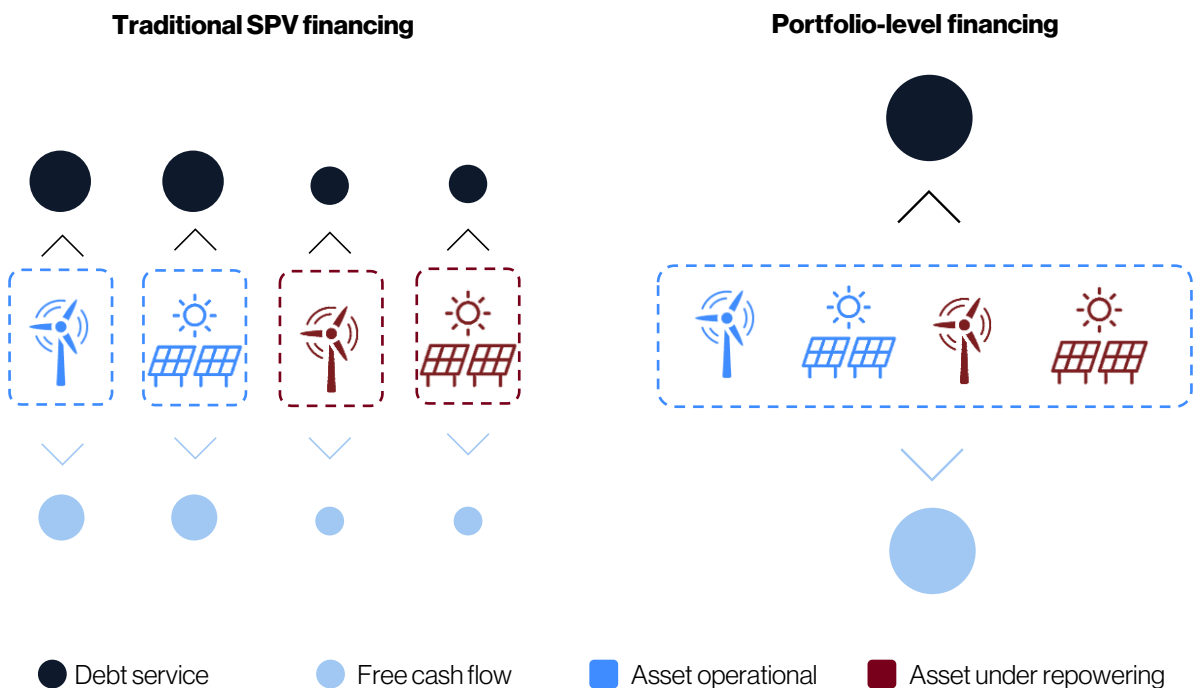 Traditional SPV financing
Portfolio-level financing
Debt service
Free cash flow
Asset operational
Asset under repowering